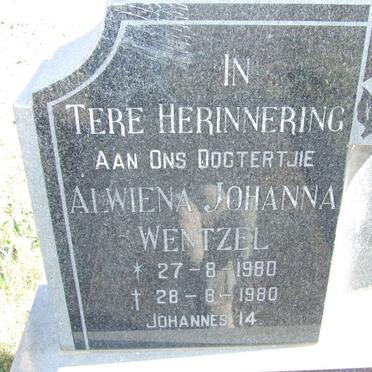 IN
TERE HERINNERING
AAN ONS DOGTERTJIE
ALWIENA JOHANNA
WENTZEL
* 27-8-1980
† 28-8-1980
JOHANNES 14.